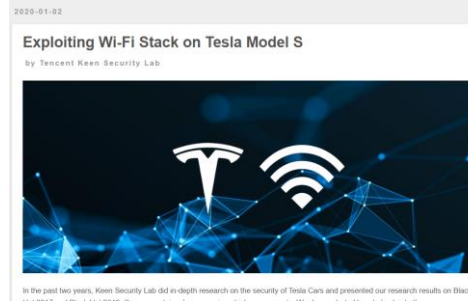 2020-01-02
Exploiting Wi-Fi Stack on Tesla Model S
by Tencent Keen Security Lab
In the past two years, Keen Security Lab did in-depth research on the security of Tesla Cars and presented our research results on Black